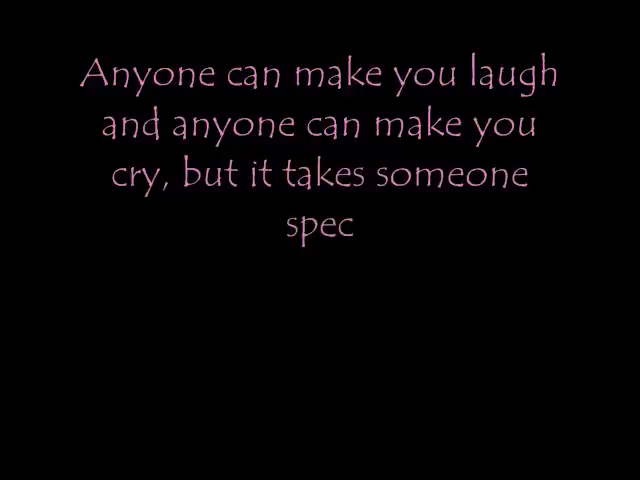 Anyone can make you laugh
and anyone can make you
cry, but it takes someone
spec